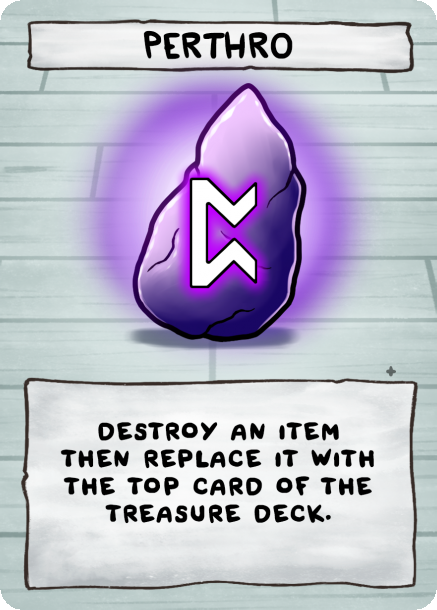 PERTHRO
DESTROY AN ITEM
THEN REPLACE IT WITH
THE TOP CARD OF THE
TREASURE DECK.